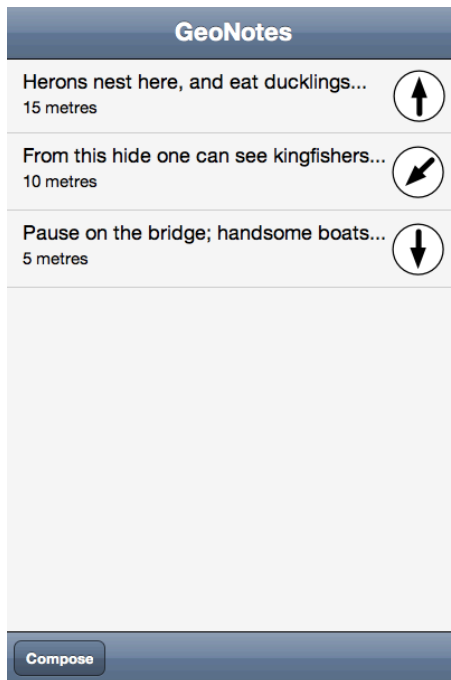 GeoNotes
Herons nest here, and eat ducklings...
15 metres
From this hide one can see kingfishers...
10 metres
Pause on the bridge; handsome boats...
5 metres
Compose